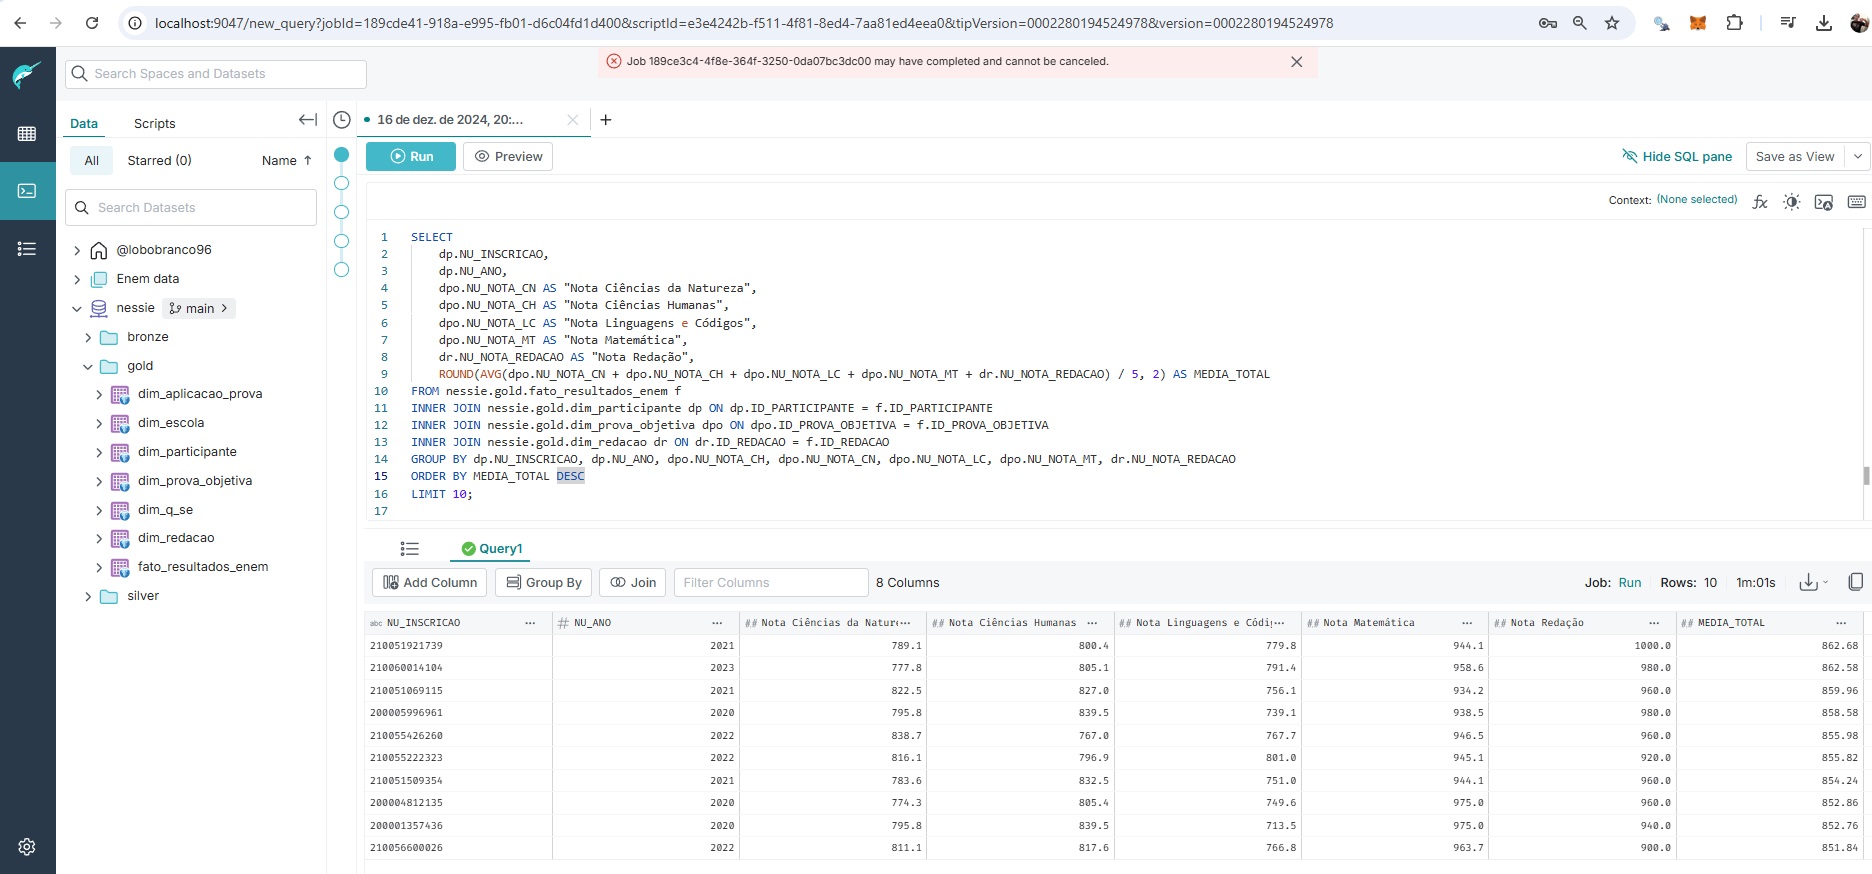 localhost:9047/new_query?jobId=189cde41-918a-e995-fb01-d6c04fd1d400&scriptId=e3e4242b-f511-4f81-8ed4-7aa81ed4eea0&tipVersion=0002280194524978&version=0002280194524978
Search Spaces and Datasets
Job 189ce3c4-4f8e-364f-3250-0da07bc3dc00 may have completed and cannot be canceled.
Data Scripts
16 de dez. de 2024, 20:...
All Starred (0) Name ↑
Run Preview
Hide SQL pane Save as View
Search Datasets
Context: (None selected)
@lobobranco96
Enem data
nessie main
bronze
gold
dim_aplicacao_prova
dim_escola
dim_participante
dim_prova_objetiva
dim_q_se
dim_redacao
fato_resultados_enem
silver
1 SELECT
2 dp.NU_INSCRICAO,
3 dp.NU_ANO,
4 dpo.NU_NOTA_CN AS "Nota Ciências da Natureza",
5 dpo.NU_NOTA_CH AS "Nota Ciências Humanas",
6 dpo.NU_NOTA_LC AS "Nota Linguagens e Códigos",
7 dpo.NU_NOTA_MT AS "Nota Matemática",
8 dr.NU_NOTA_REDACAO AS "Nota Redação",
9 ROUND(AVG(dpo.NU_NOTA_CN + dpo.NU_NOTA_CH + dpo.NU_NOTA_LC + dpo.NU_NOTA_MT + dr.NU_NOTA_REDACAO) / 5, 2) AS MEDIA_TOTAL
10 FROM nessie.gold.fato_resultados_enem f
11 INNER JOIN nessie.gold.dim_participante dp ON dp.ID_PARTICIPANTE = f.ID_PARTICIPANTE
12 INNER JOIN nessie.gold.dim_prova_objetiva dpo ON dpo.ID_PROVA_OBJETIVA = f.ID_PROVA_OBJETIVA
13 INNER JOIN nessie.gold.dim_redacao dr ON dr.ID_REDACAO = f.ID_REDACAO
14 GROUP BY dp.NU_INSCRICAO, dp.NU_ANO, dpo.NU_NOTA_CH, dpo.NU_NOTA_CN, dpo.NU_NOTA_LC, dpo.NU_NOTA_MT, dr.NU_NOTA_REDACAO
15 ORDER BY MEDIA_TOTAL DESC
16 LIMIT 10;
17
Query1
Add Column Group By Join Filter Columns 8 Columns
Job: Run Rows: 10 1m:01s
abc NU_INSCRICAO ... # NU_ANO ... ## Nota Ciências da Natur... ## Nota Ciências Humanas ... ## Nota Linguagens e Códi... ## Nota Matemática ... ## Nota Redação ... ## MEDIA_TOTAL ...
210051921739 2021 789.1 800.4 779.8 944.1 1000.0 862.68
210060014104 2023 777.8 805.1 791.4 958.6 980.0 862.58
210051069115 2021 822.5 827.0 756.1 934.2 960.0 859.96
200005996961 2020 795.8 839.5 739.1 938.5 980.0 858.58
210055426260 2022 838.7 767.0 767.7 946.5 960.0 855.98
210055222323 2022 816.1 796.9 801.0 945.1 920.0 855.82
210051509354 2021 783.6 832.5 751.0 944.1 960.0 854.24
200004812135 2020 774.3 805.4 749.6 975.0 960.0 852.86
200001357436 2020 795.8 839.5 713.5 975.0 940.0 852.76
210056600026 2022 811.1 817.6 766.8 963.7 900.0 851.84